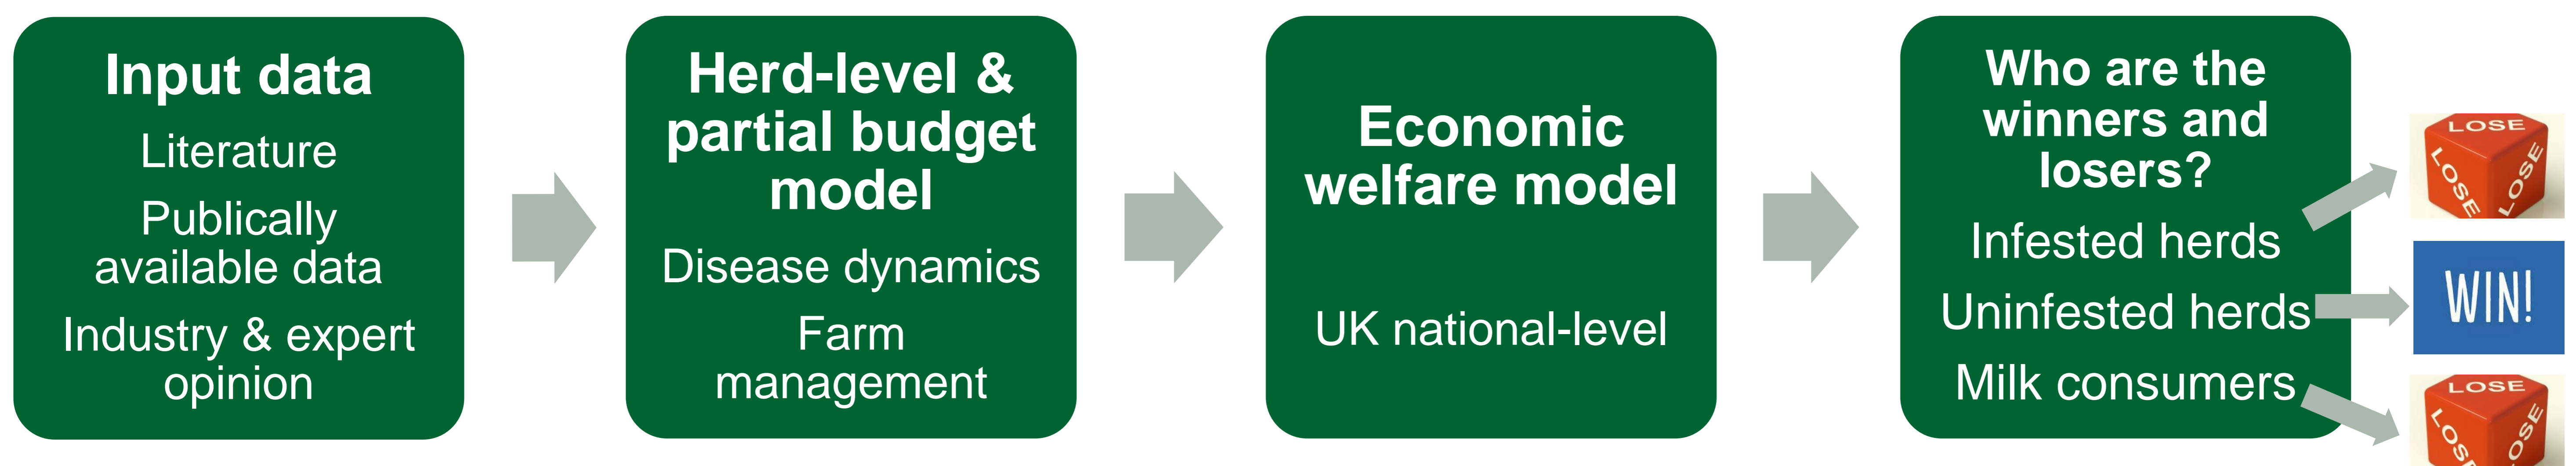 Input data
Literature
Publically
available data
Industry & expert
opinion
Herd-level &
partial budget
model
Disease dynamics
Farm
management
Economic
welfare model
UK national-level
Who are the
winners and
losers?
Infested herds
Uninfested herds
Milk consumers
LOSE
LOSE
LOSE
WIN!
LOSE
LOSE
LOSE